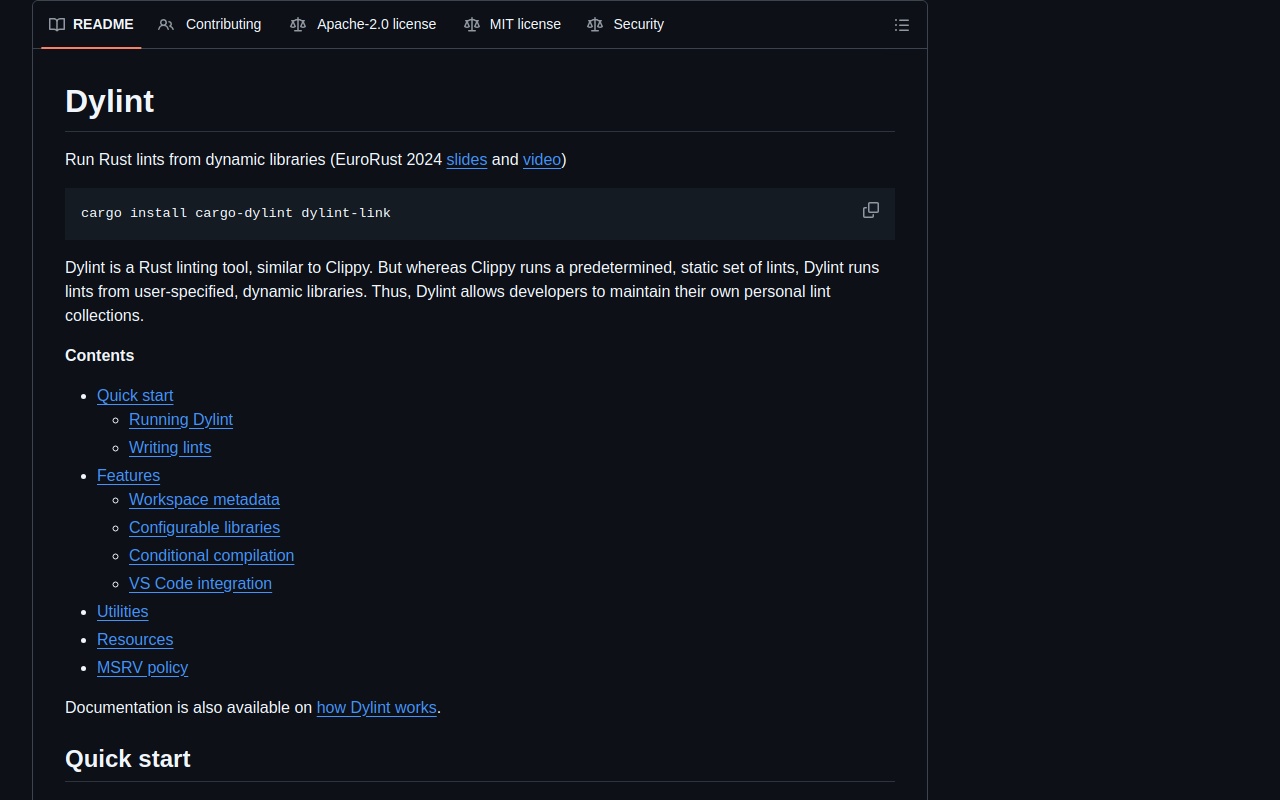 README Contributing Apache-2.0 license MIT license Security
Dylint
Run Rust lints from dynamic libraries (EuroRust 2024 slides and video)
cargo install cargo-dylint dylint-link
Dylint is a Rust linting tool, similar to Clippy. But whereas Clippy runs a predetermined, static set of lints, Dylint runs
lints from user-specified, dynamic libraries. Thus, Dylint allows developers to maintain their own personal lint
collections.
Contents
Quick start
Running Dylint
Writing lints
Features
Workspace metadata
Configurable libraries
Conditional compilation
VS Code integration
Utilities
Resources
MSRV policy
Documentation is also available on how Dylint works.
Quick start